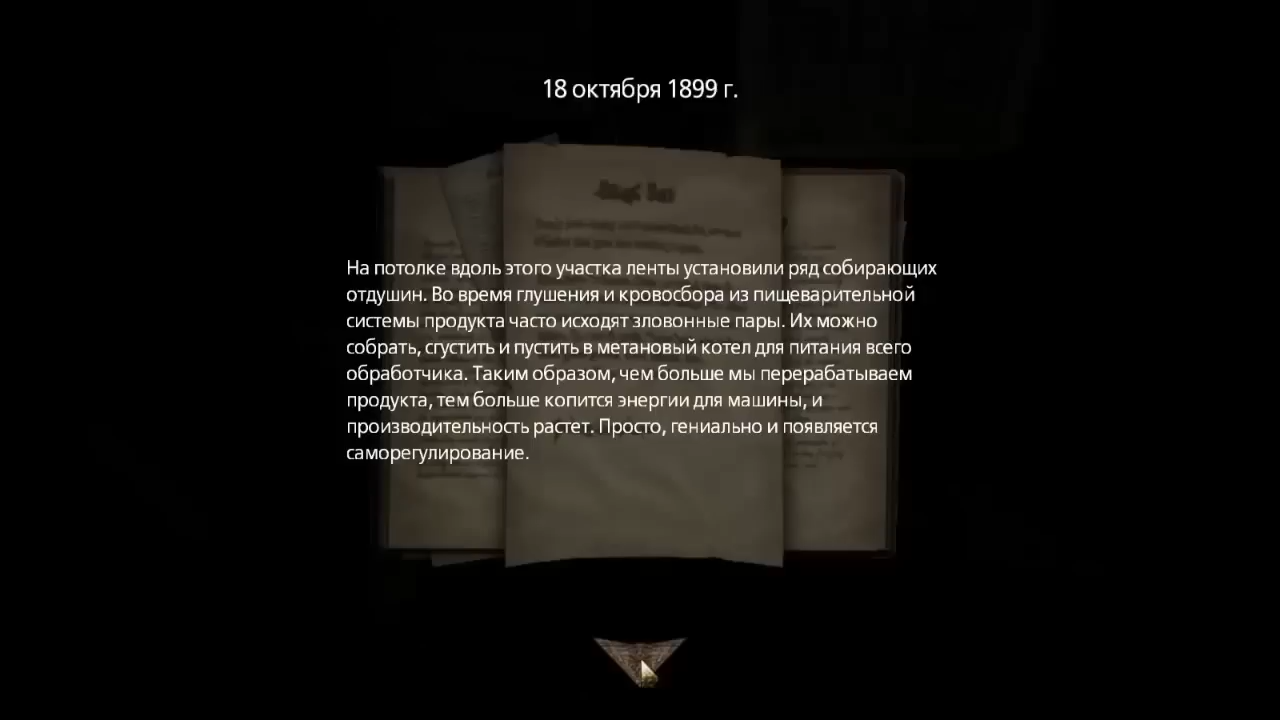 18 октября 1899 г.
На потолке вдоль этого участка ленты установили ряд собирающих
отдушин. Во время глушения и кровосбора из пищеварительной
системы продукта часто исходят зловонные пары. Их можно
собрать, сгустить и пустить в метановый котел для питания всего
обработчика. Таким образом, чем больше мы перерабатываем
продукта, тем больше копится энергии для машины, и
производительность растет. Просто, гениально и появляется
саморегулирование.